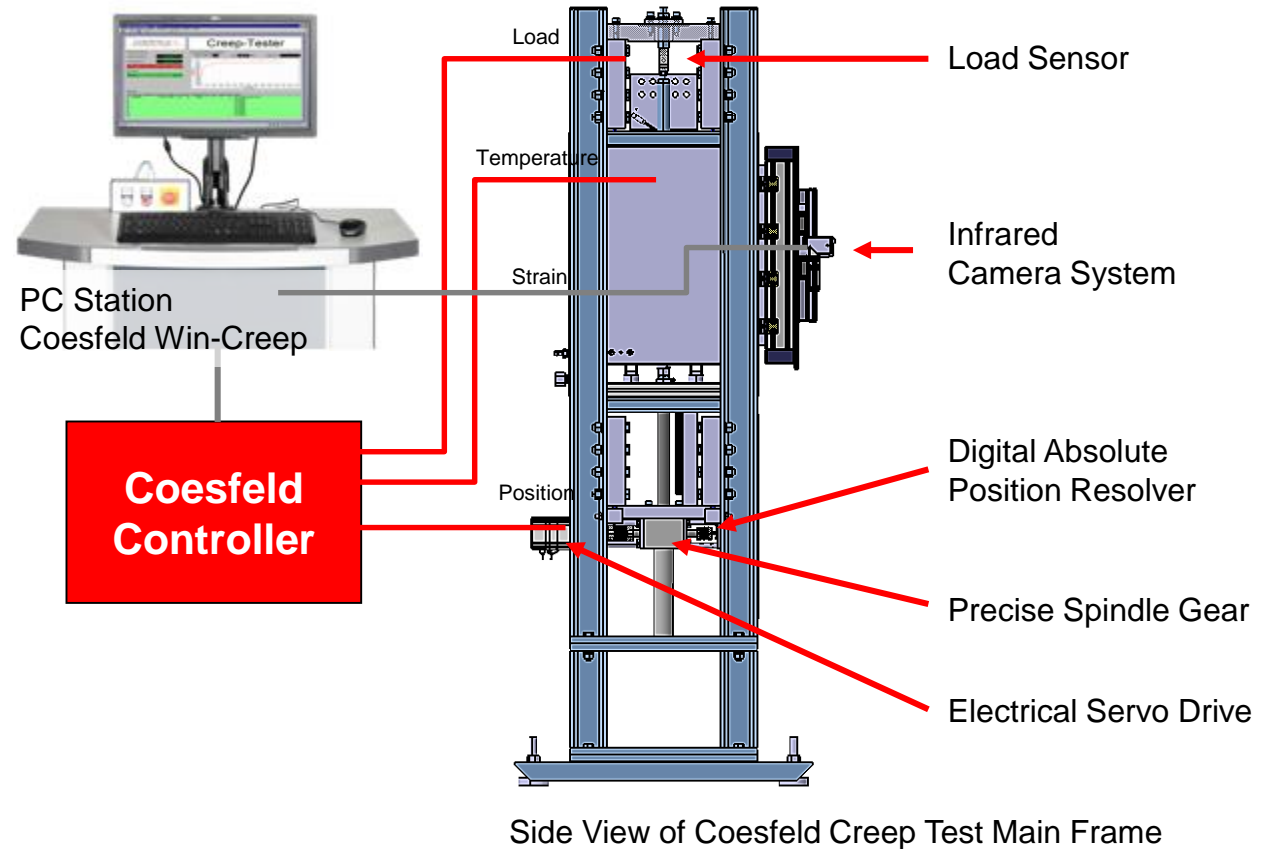 Creep-Tester
Load
Load Sensor
Temperature
Infrared
Camera System
Strain
PC Station
Coesfeld Win-Creep
Coesfeld
Controller
Position
Digital Absolute
Position Resolver
Precise Spindle Gear
Electrical Servo Drive
Side View of Coesfeld Creep Test Main Frame